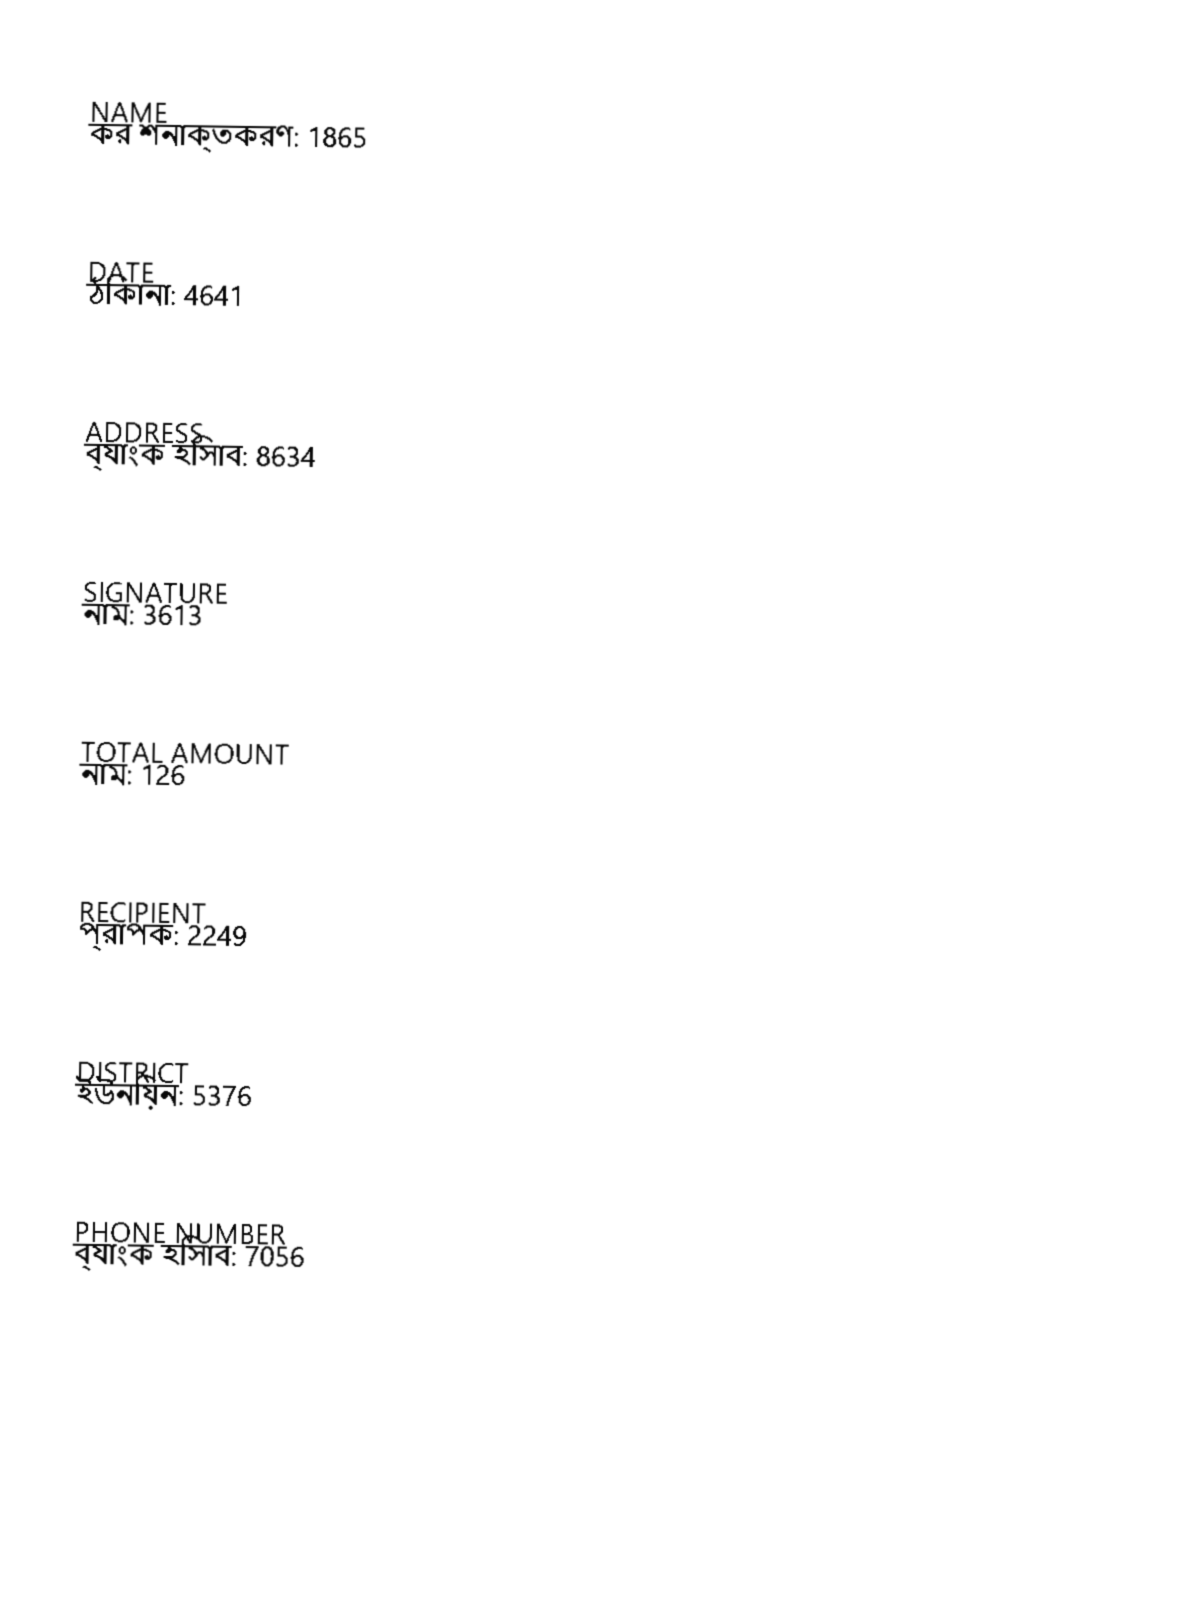 NAME
কর শনাক্তকরণ: 1865
DATE
ঠিকানা: 4641
ADDRESS
ব্যাংক হিসাব: 8634
SIGNATURE
নাম: 3613
TOTAL AMOUNT
নাম: 126
RECIPIENT
প্রাপক: 2249
DISTRICT
ইউনিয়ন: 5376
PHONE NUMBER
ব্যাংক হিসাব: 7056